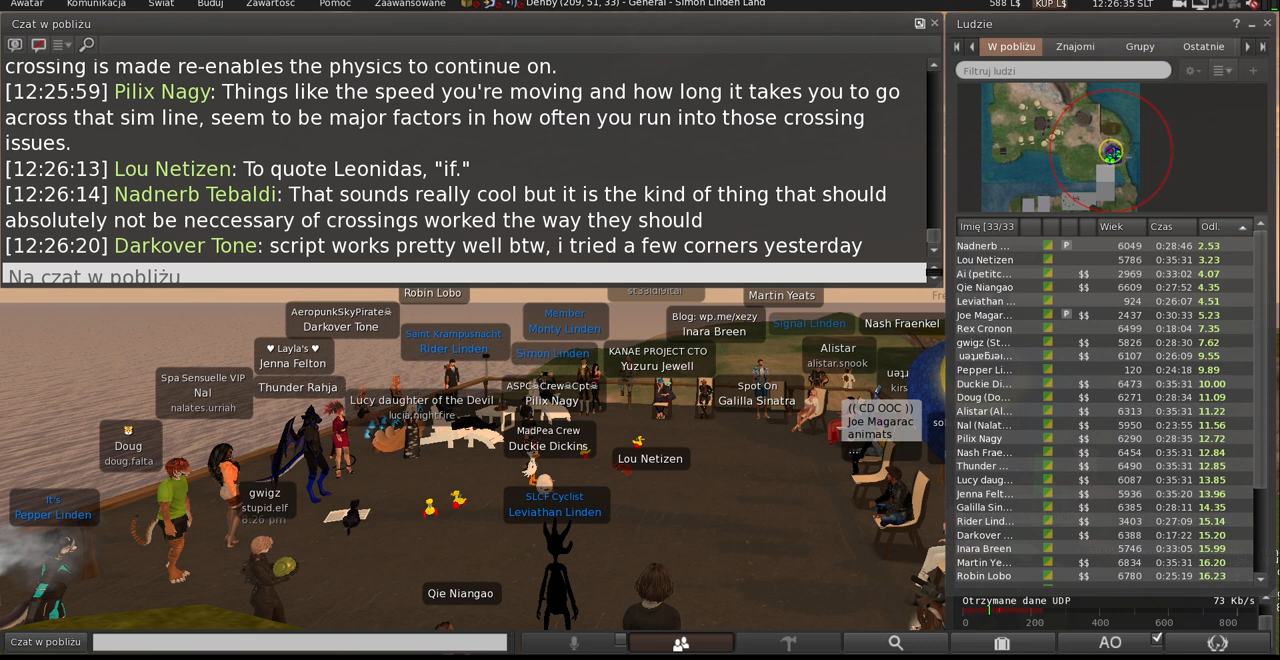 Awatar Komunikacja Świat Buduj Zawartość Pomoc Zaawansowane Denby (209, 51, 33) - General - Simon Linden Land 588 L$ KUP L$ 12:26:35 SLT
Czat w pobliżu
crossing is made re-enables the physics to continue on.
[12:25:59] Pilix Nagy: Things like the speed you're moving and how long it takes you to go
across that sim line, seem to be major factors in how often you run into those crossing
issues.
[12:26:13] Lou Netizen: To quote Leonidas, "if."
[12:26:14] Nadnerb Tebaldi: That sounds really cool but it is the kind of thing that should
absolutely not be neccessary of crossings worked the way they should
[12:26:20] Darkover Tone: script works pretty well btw, i tried a few corners yesterday
Na czat w pobliżu
Robin Lobo
st33ld19ital
Martin Yeats
AeropunkSkyPirate
Darkover Tone
Member
Monty Linden
Blog: wp.me/xezy
Inara Breen
Signal Linden
Nash Fraenkel
Saint Krampusnacht
Rider Linden
Simon Linden
♥ Layla's ♥
Jenna Felton
KANAE PROJECT CTO
Yuzuru Jewell
Alistar
alistar.snook
Spa Sensuelle VIP
Nal
nalates.urriah
Thunder Rahja
Lucy daughter of the Devil
lucia.nightfire
ASPC☠Crew☠Cpt☠
Pilix Nagy
Spot On
Galilla Sinatra
kirs
(( CD OOC ))
Joe Magarac
animats
...
Doug
doug.falta
MadPea Crew
Duckie Dickins
Lou Netizen
It's
Pepper Linden
gwigz
stupid.elf
8:26 pm
SLCF Cyclist
Leviathan Linden
Qie Niangao
Czat w pobliżu
AO
Ludzie
? _ ×
W pobliżu Znajomi Grupy Ostatnie
Filtruj ludzi
Imię [33/33 Wiek Czas Odl.
Nadnerb ... P 6049 0:28:46 2.53
Lou Netizen 5786 0:35:31 3.23
Ai (petitc... $$ 2969 0:33:02 4.07
Qie Niangao $$ 6609 0:27:52 4.35
Leviathan ... 924 0:26:07 4.51
Joe Magar... P $$ 2437 0:30:33 5.23
Rex Cronon 6499 0:18:04 7.35
gwigz (St... $$ 5826 0:28:30 7.62
$$ 6107 0:26:09 9.55
Pepper Li... 120 0:24:18 9.89
Duckie Di... $$ 6473 0:35:31 10.00
Doug (Do... $$ 6271 0:28:34 11.09
Alistar (Al... $$ 6313 0:35:31 11.22
Nal (Nalat... $$ 5950 0:23:55 11.56
Pilix Nagy $$ 6290 0:28:35 12.72
Nash Frae... $$ 6454 0:35:31 12.84
Thunder ... $$ 6490 0:35:31 12.85
Lucy daug... $$ 6087 0:35:31 13.85
Jenna Felt... $$ 5936 0:35:20 13.96
Galilla Sin... $$ 6385 0:28:11 14.35
Rider Lind... $$ 3403 0:27:09 15.14
Darkover ... $$ 6388 0:17:22 15.20
Inara Breen 5746 0:33:05 15.99
Martin Ye... $$ 6834 0:35:31 16.20
Robin Lobo $$ 6780 0:25:19 16.23
Otrzymane dane UDP 73 Kb/s
0 200 400 600 800